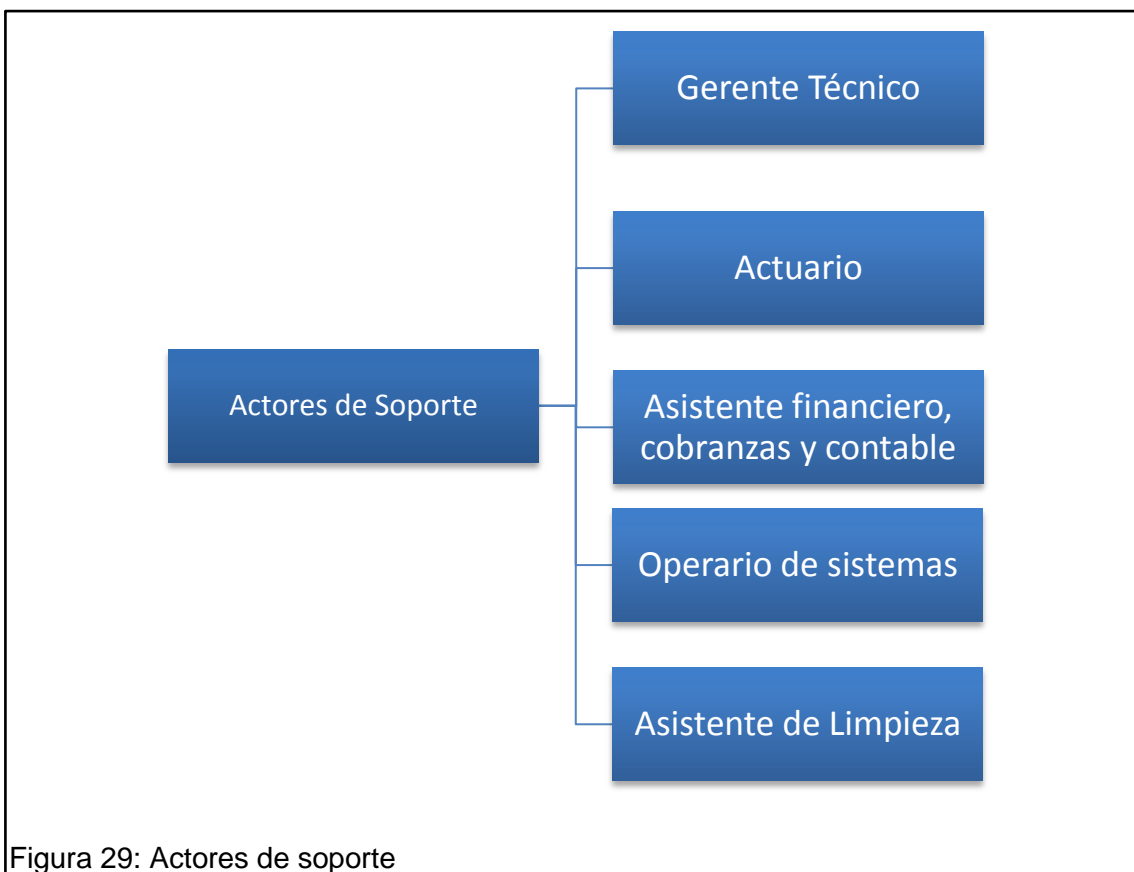 Gerente Técnico
Actuario
Actores de Soporte
Asistente financiero,
cobranzas y contable
Operario de sistemas
Asistente de Limpieza
Figura 29: Actores de soporte